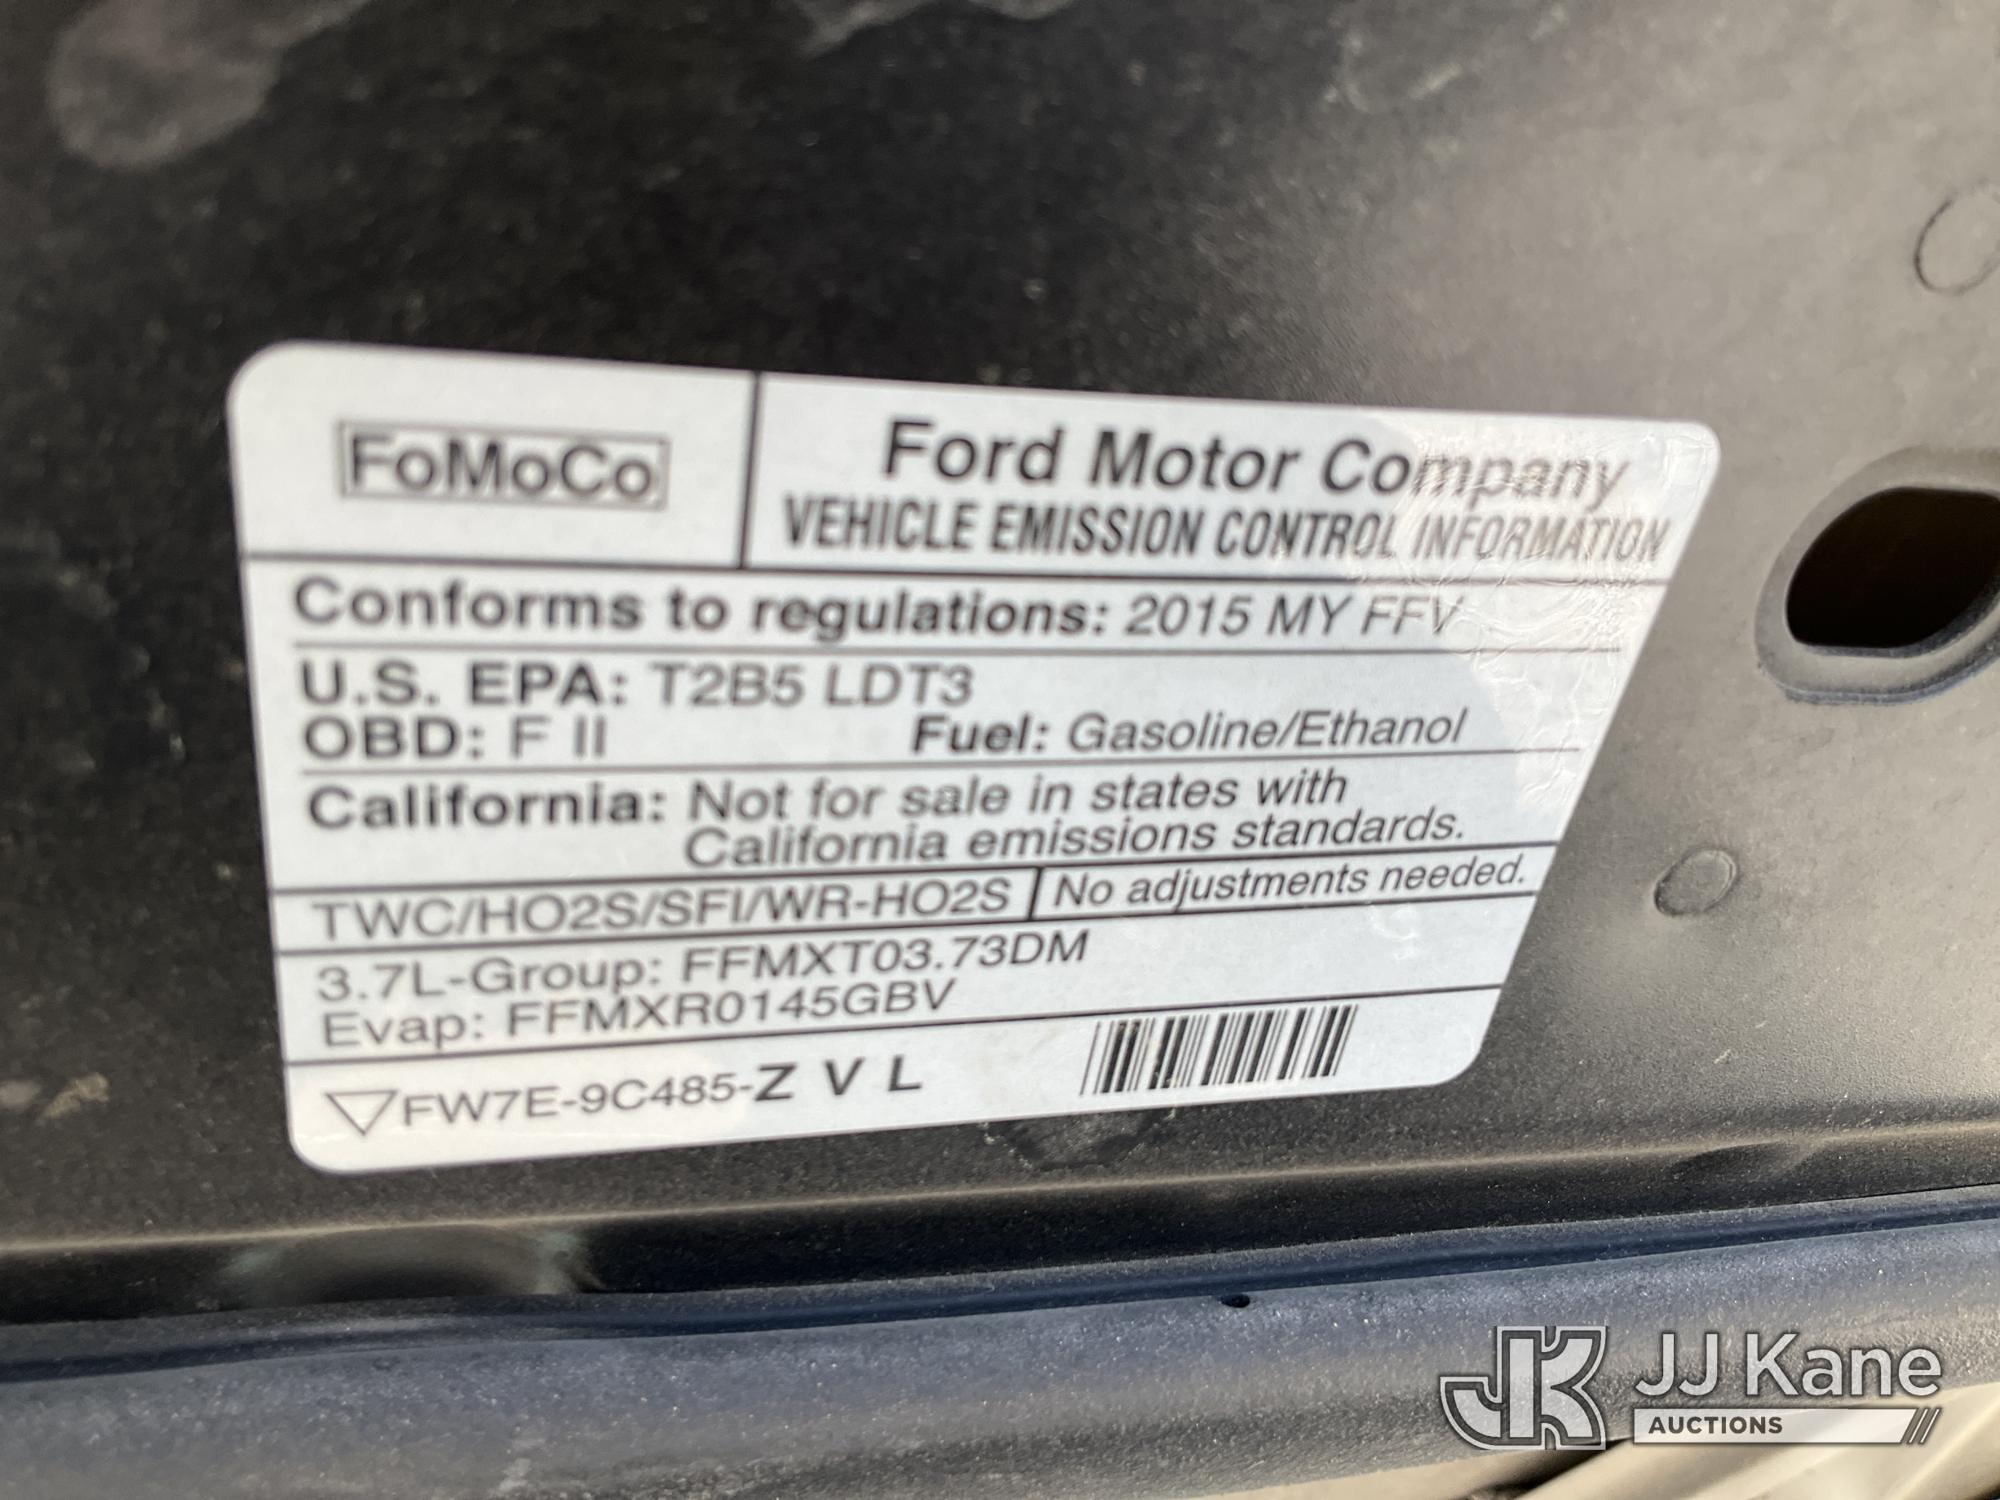 FoMoCo
Ford Motor Company
VEHICLE EMISSION CONTROL INFORMATION
Conforms to regulations: 2015 MY FFV
U.S. EPA: T2B5 LDT3
OBD: F II Fuel: Gasoline/Ethanol
California: Not for sale in states with
California emissions standards.
TWC/HO2S/SFI/WR-HO2S No adjustments needed.
3.7L-Group: FFMXT03.73DM
Evap: FFMXR0145GBV
FW7E-9C485-Z V L
JK JJ Kane
AUCTIONS